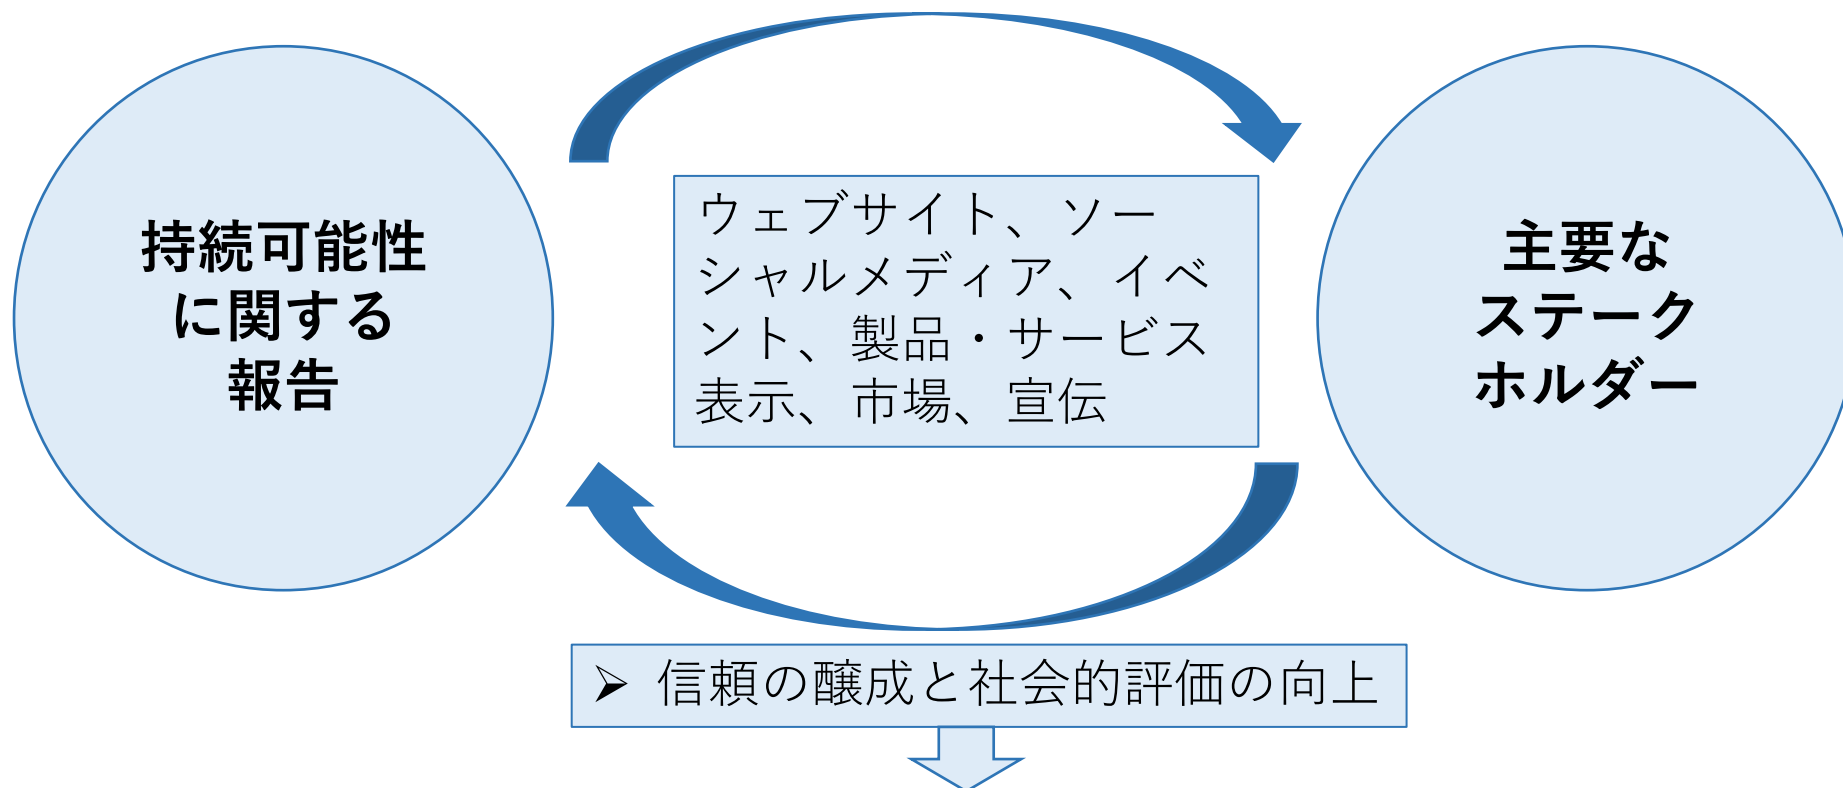 持続可能性
に関する
報告
ウェブサイト、ソー
シャルメディア、イベ
ント、製品・サービス
表示、市場、宣伝
主要な
ステーク
ホルダー
➢ 信頼の醸成と社会的評価の向上